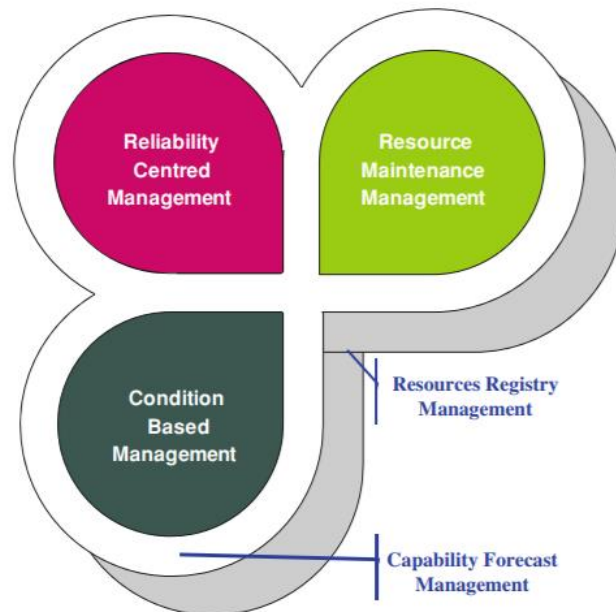 Reliability
Centred
Management
Resource
Maintenance
Management
Condition
Based
Management
Resources Registry
Management
Capability Forecast
Management